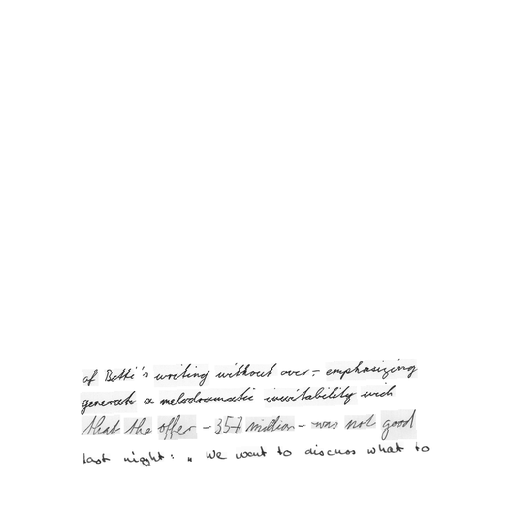 of Betti's writing without over- emphasizing
generate a melodramatic inevitability which
that the offer - 357 million - was not good
last night: " We want to discuss what to